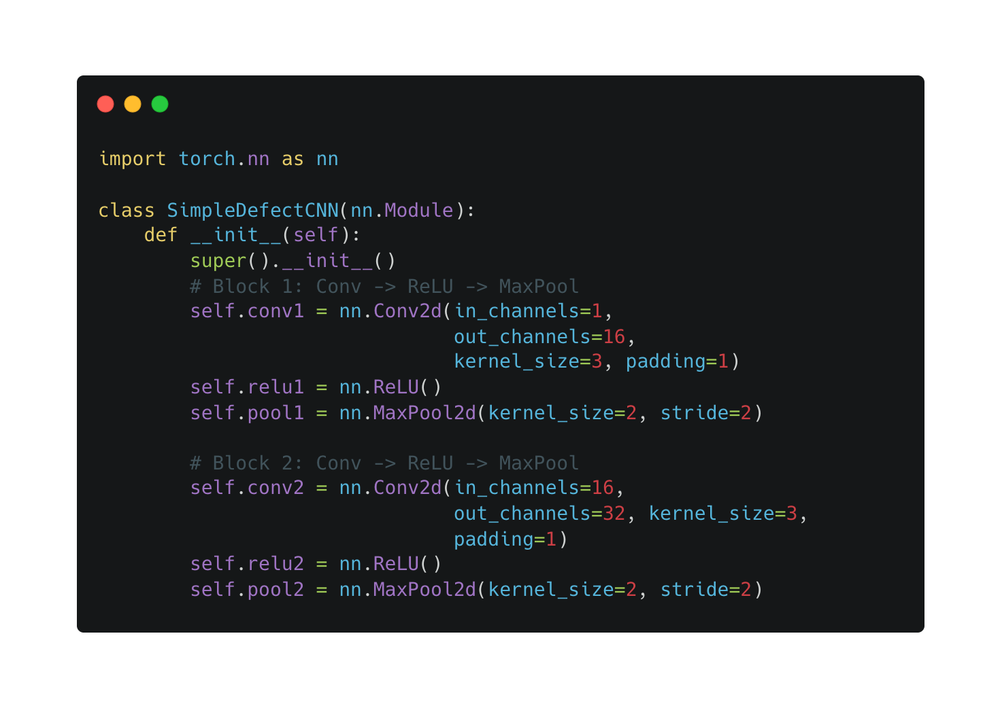 import torch.nn as nn

class SimpleDefectCNN(nn.Module):
    def __init__(self):
        super().__init__()
        # Block 1: Conv -> ReLU -> MaxPool
        self.conv1 = nn.Conv2d(in_channels=1,
                               out_channels=16,
                               kernel_size=3, padding=1)
        self.relu1 = nn.ReLU()
        self.pool1 = nn.MaxPool2d(kernel_size=2, stride=2)

        # Block 2: Conv -> ReLU -> MaxPool
        self.conv2 = nn.Conv2d(in_channels=16,
                               out_channels=32, kernel_size=3,
                               padding=1)
        self.relu2 = nn.ReLU()
        self.pool2 = nn.MaxPool2d(kernel_size=2, stride=2)